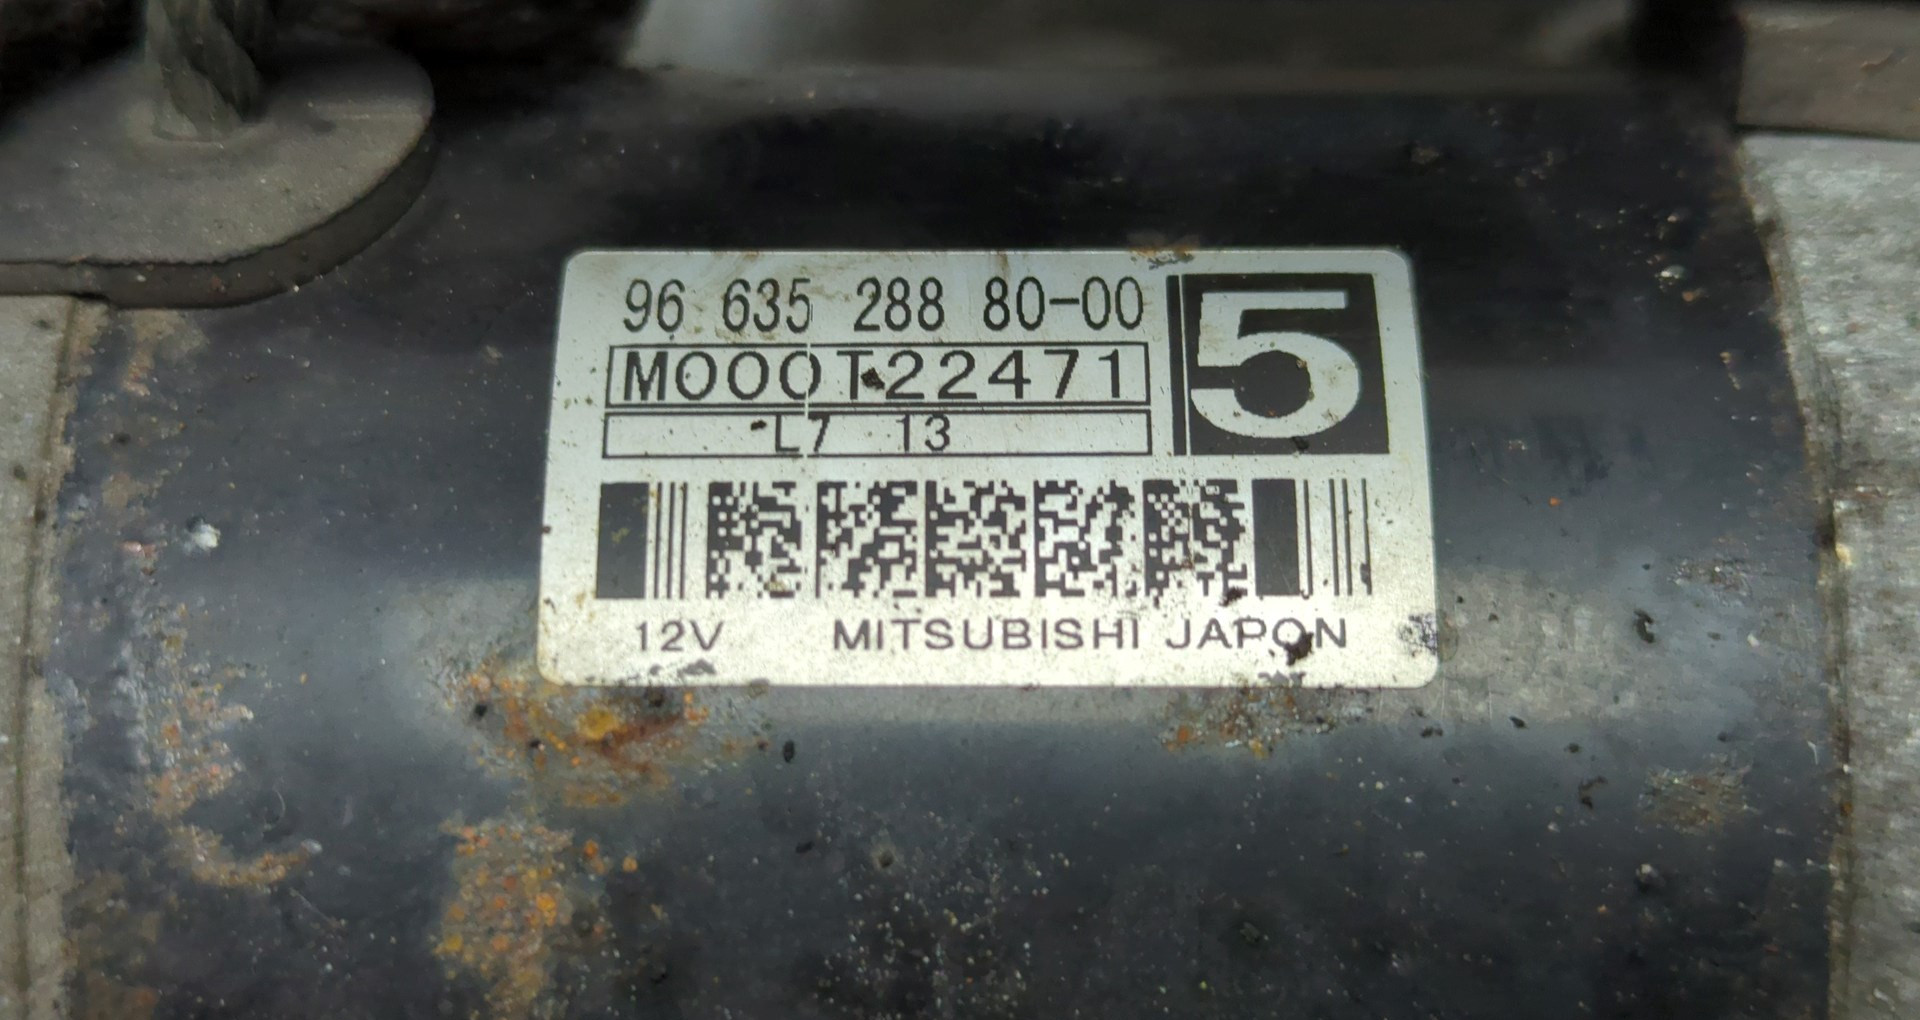 96 635 288 80-00
5
M000T22471
L7 13
12V MITSUBISHI JAPON